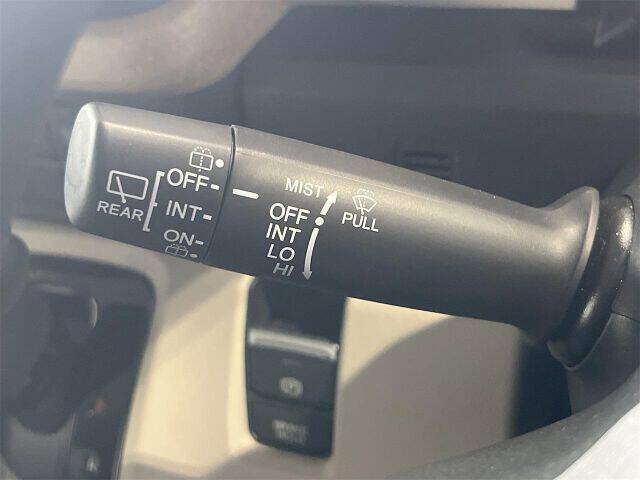 REAR
OFF
INT
ON
MIST
OFF
INT
LO
HI
PULL